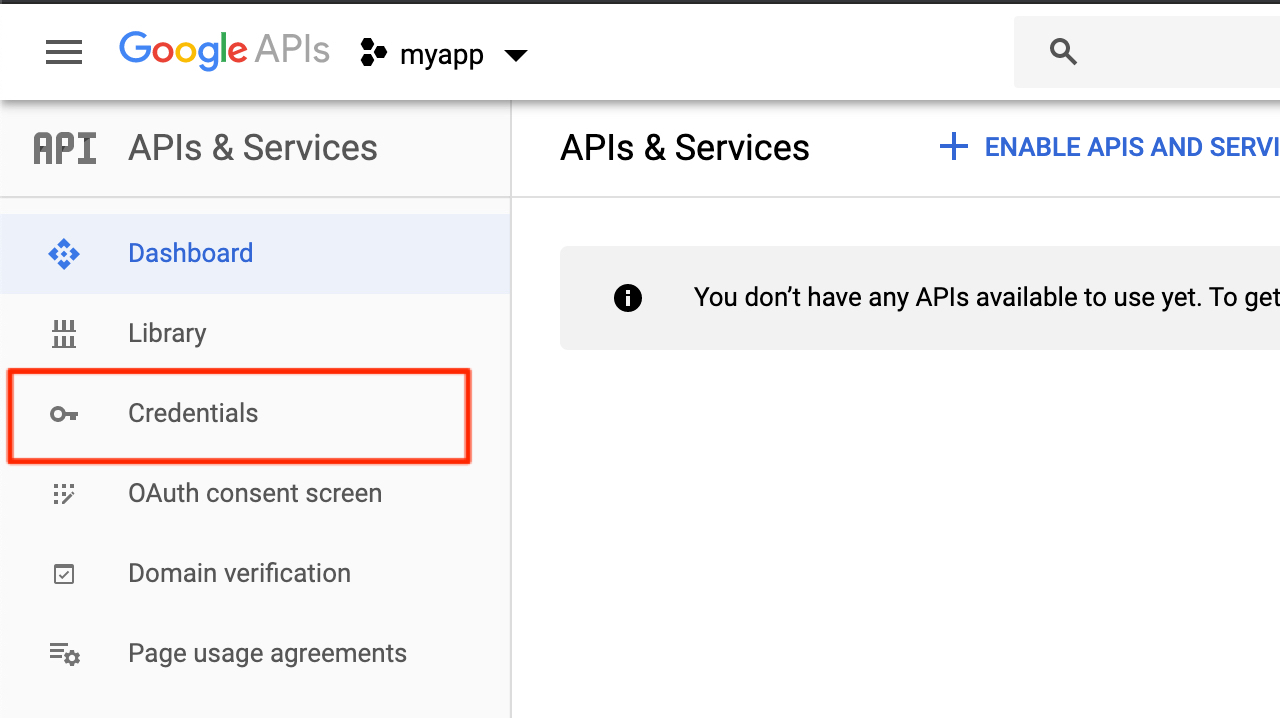 Google APIs myapp
API APIs & Services
APIs & Services
ENABLE APIS AND SERVI
Dashboard
You don’t have any APIs available to use yet. To get
Library
Credentials
OAuth consent screen
Domain verification
Page usage agreements